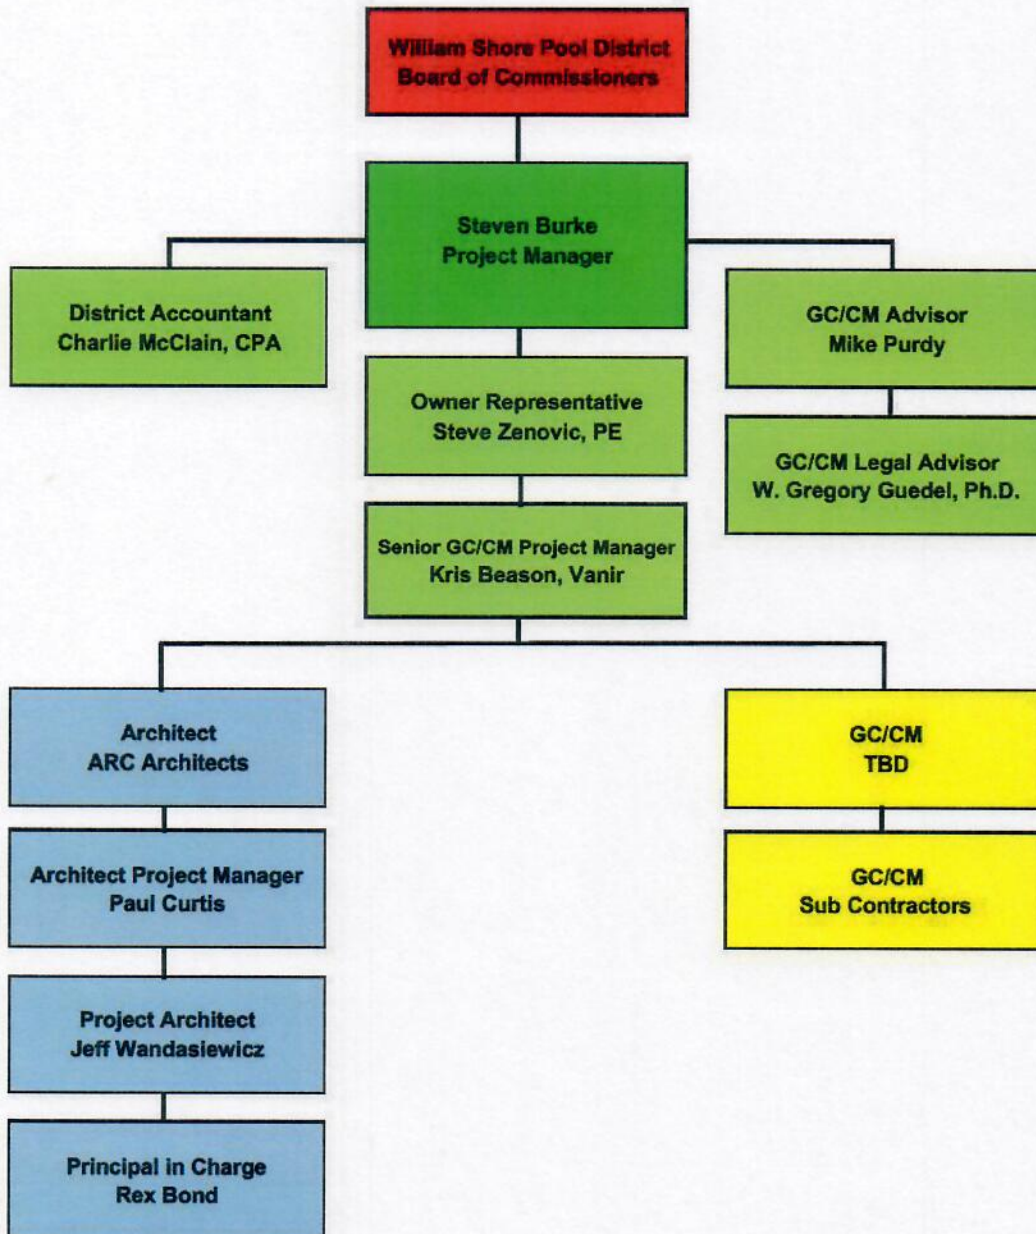 William Shore Pool District
Board of Commissioners
Steven Burke
Project Manager
District Accountant
Charlie McClain, CPA
GC/CM Advisor
Mike Purdy
Owner Representative
Steve Zenovic, PE
GC/CM Legal Advisor
W. Gregory Guedel, Ph.D.
Senior GC/CM Project Manager
Kris Beason, Vanir
Architect
ARC Architects
GC/CM
TBD
Architect Project Manager
Paul Curtis
GC/CM
Sub Contractors
Project Architect
Jeff Wandasiewicz
Principal in Charge
Rex Bond